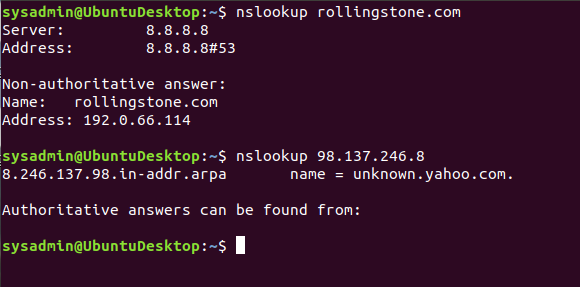 sysadmin@UbuntuDesktop:~$ nslookup rollingstone.com
Server:         8.8.8.8
Address:        8.8.8.8#53
Non-authoritative answer:
Name:   rollingstone.com
Address: 192.0.66.114
sysadmin@UbuntuDesktop:~$ nslookup 98.137.246.8
8.246.137.98.in-addr.arpa       name = unknown.yahoo.com.
Authoritative answers can be found from:
sysadmin@UbuntuDesktop:~$